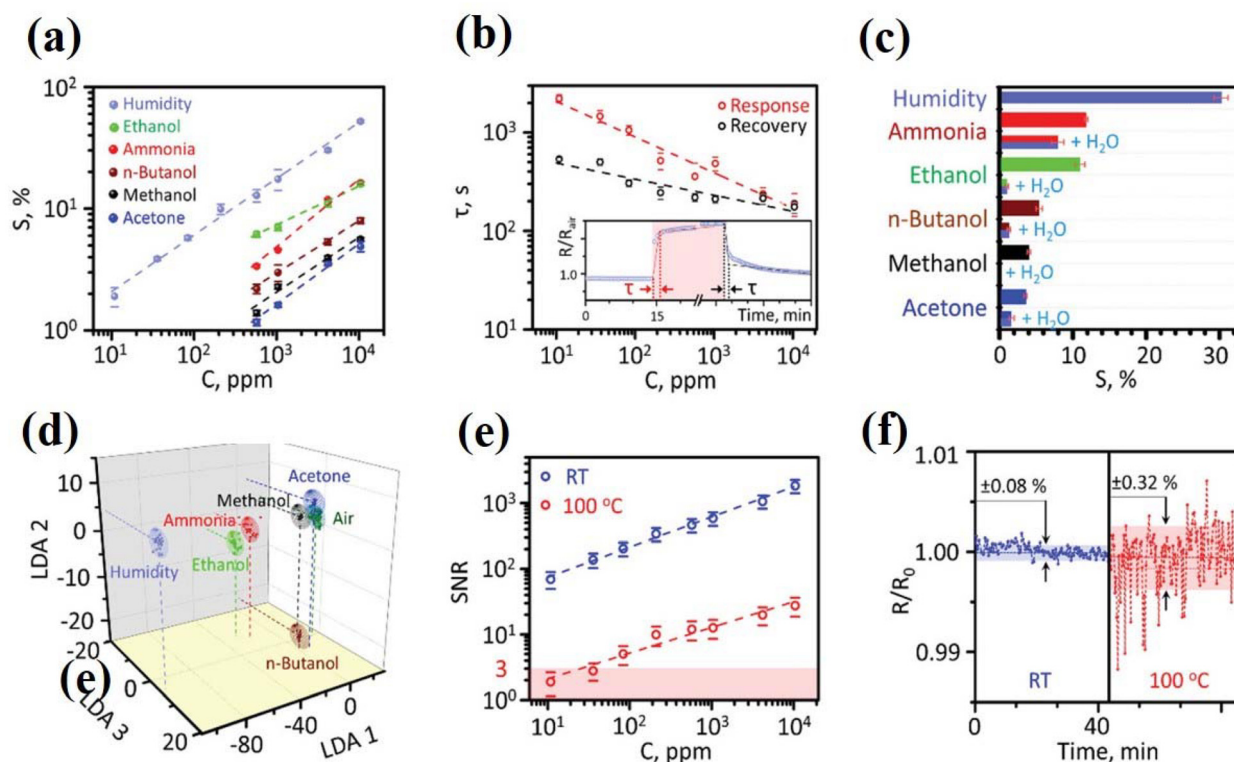 (a)
S, %
10²
10¹
10⁰
Humidity
Ethanol
Ammonia
n-Butanol
Methanol
Acetone
10¹ 10² 10³ 10⁴
C, ppm
(b)
τ, s
10³
10²
10¹
Response
Recovery
R/Rair
1.0
τ τ
0 15 Time, min
10¹ 10² 10³ 10⁴
C, ppm
(c)
Humidity
Ammonia
+ H₂O
Ethanol
+ H₂O
n-Butanol
+ H₂O
Methanol
+ H₂O
Acetone
+ H₂O
0 10 20 30
S, %
(d)
LDA 2
10
0
-10
-20
Acetone
Methanol
Air
Ammonia
Ethanol
Humidity
n-Butanol
-20
0
20
LDA 3
(e)
-80 -40 0
LDA 1
(e)
SNR
10³
10²
10¹
3
10⁰
RT
100 °C
10¹ 10² 10³ 10⁴
C, ppm
(f)
R/R₀
1.01
1.00
0.99
±0.08 %
±0.32 %
RT
100 °C
0 40
Time, min